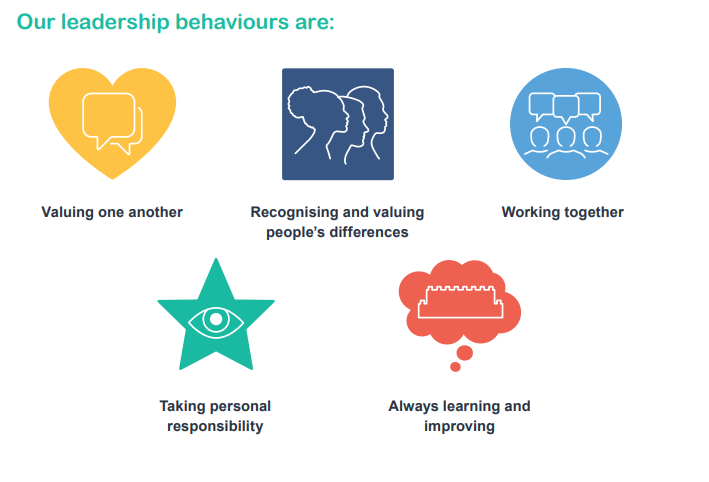 Our leadership behaviours are:
Valuing one another
Recognising and valuing
people’s differences
Working together
Taking personal
responsibility
Always learning and
improving